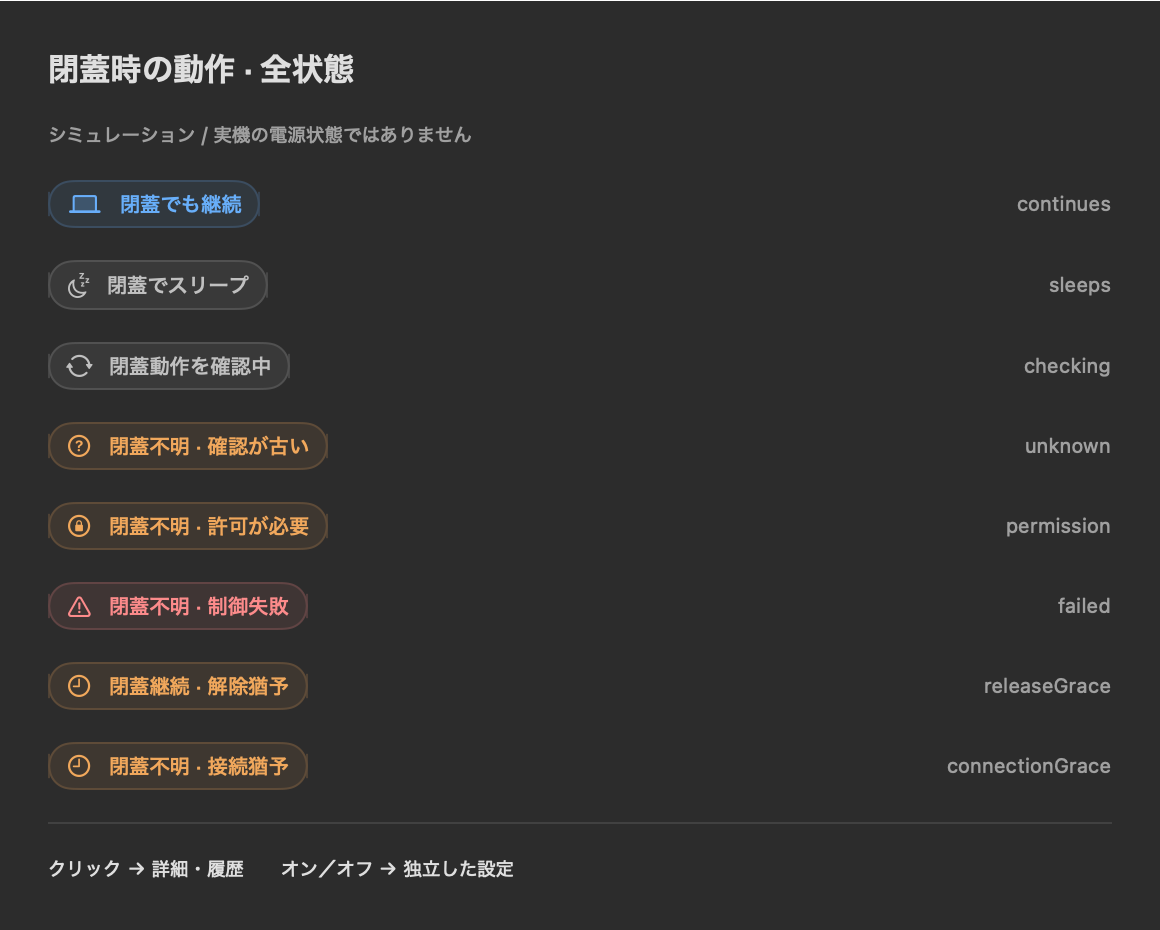 閉蓋時の動作 · 全状態
シミュレーション / 実機の電源状態ではありません
閉蓋でも継続 continues
閉蓋でスリープ sleeps
閉蓋動作を確認中 checking
閉蓋不明 · 確認が古い unknown
閉蓋不明 · 許可が必要 permission
閉蓋不明 · 制御失敗 failed
閉蓋継続 · 解除猶予 releaseGrace
閉蓋不明 · 接続猶予 connectionGrace
クリック → 詳細・履歴 オン／オフ → 独立した設定